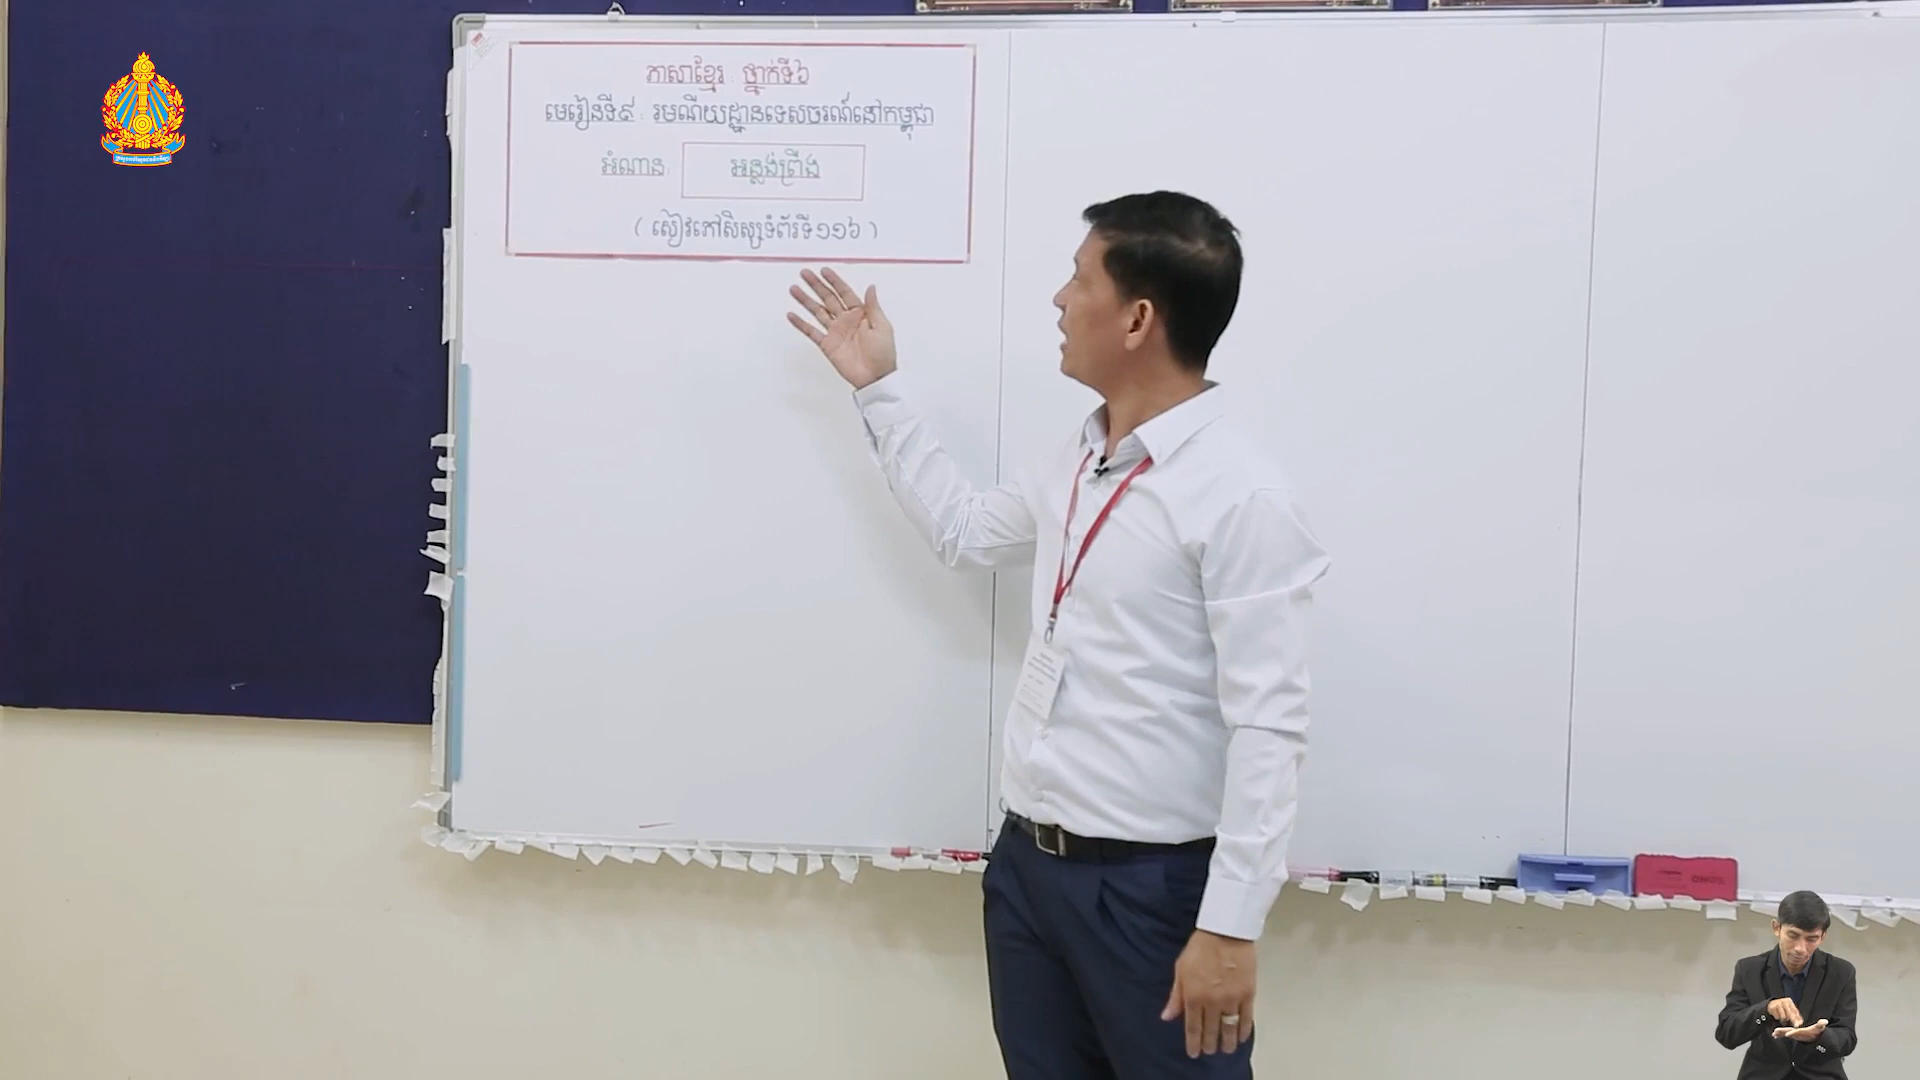 ភាសាខ្មែរ : ថ្នាក់ទី៦
មេរៀនទី៩ : រមណីយដ្ឋានទេសចរណ៍នៅកម្ពុជា
អំណាន: អន្លង់ព្រីង
( សៀវភៅសិស្សទំព័រទី១១៦ )